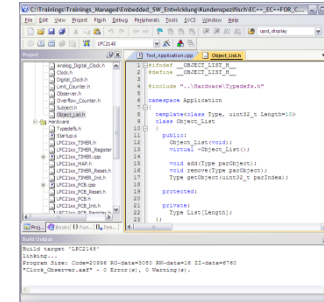 C:\Trainings\Trainings_Managed\Embedded_SW_Entwicklung\Kundenspezifisch\EC++_EC++FOR_C...
File Edit View Project Flash Debug Peripherals Tools SVCS Window Help
upd_display
LPC2148
Project
Analog_Digital_Clock.h
Clock.h
Digital_Clock.h
Limit_Counter.h
Observer.h
Overflow_Counter.h
Subject.h
Object_List.h
Hardware
Typedefs.h
Startup.s
LPC21xx_TIMER.h
LPC21xx_TIMER_Register
LPC21xx_TIMER.cpp
LPC21xx_TIMER_Reset.h
LPC21xx_TIMER_Init.h
LPC21xx_PCB.cpp
LPC21xx_PCB_Reset.h
LPC21xx_PCB_Init.h
Test_Application.cpp Object_List.h
1 #ifndef __OBJECT_LIST_H__
2 #define __OBJECT_LIST_H__
3
4 #include "..\Hardware\Typedefs.h"
5
6 namespace Application
7 {
8 template<class Type, uint32_t Length=10>
9 class Object_List
10 {
11 public:
12 Object_List(void);
13 virtual ~Object_List();
14
15 void add(Type parObject);
16 void remove(Type parObject);
17 Type getObject(uint32_t parIndex);
18
19 protected:
20
21 private:
22 Type List[Length];
23 };
Build Output
Build target 'LPC2148'
linking...
Program Size: Code=20996 RO-data=3280 RW-data=16 ZI-data=6760
"Clock_Observer.axf" - 0 Error(s), 0 Warning(s).